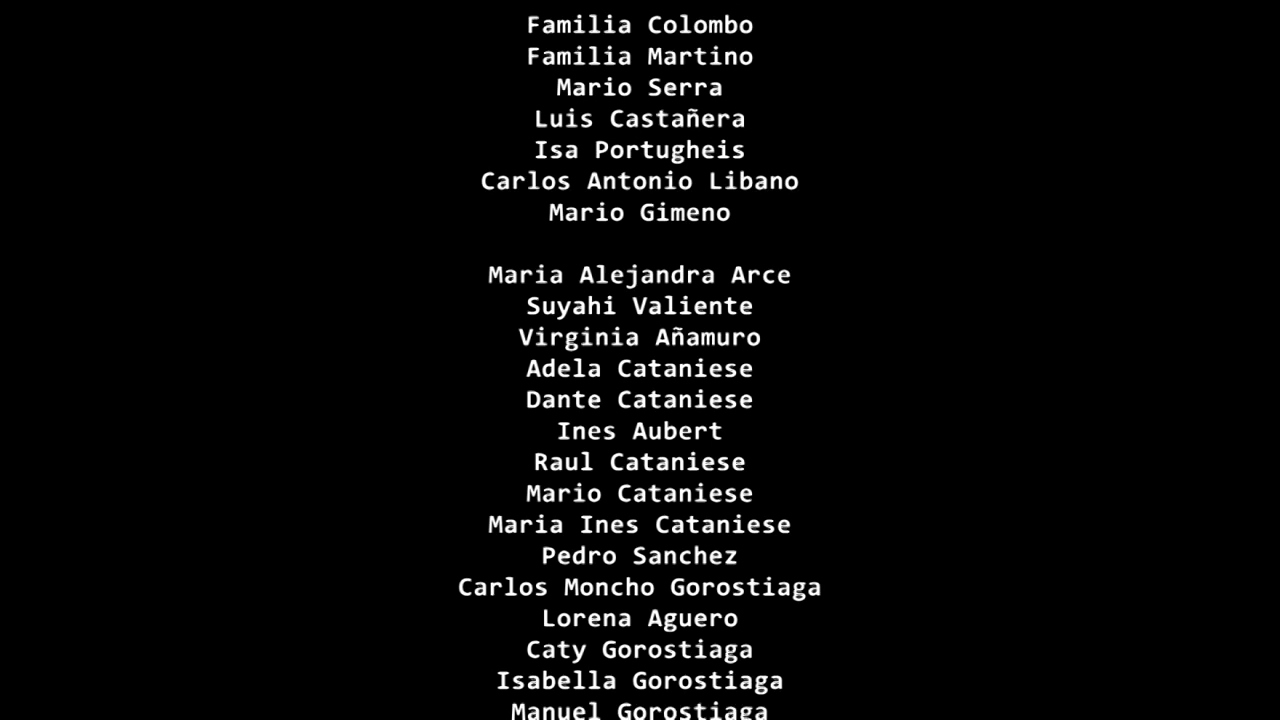 Familia Colombo
Familia Martino
Mario Serra
Luis Castañera
Isa Portugheis
Carlos Antonio Libano
Mario Gimeno
Maria Alejandra Arce
Suyahi Valiente
Virginia Añamuro
Adela Cataniese
Dante Cataniese
Ines Aubert
Raul Cataniese
Mario Cataniese
Maria Ines Cataniese
Pedro Sanchez
Carlos Moncho Gorostiaga
Lorena Aguero
Caty Gorostiaga
Isabella Gorostiaga
Manuel Gorostiaga